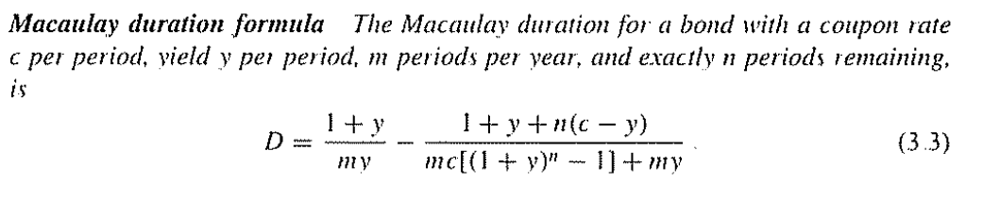 Macaulay duration formula The Macaulay duration for a bond with a coupon rate
c per period, yield y per period, m periods per year, and exactly n periods remaining,
is
D = \frac{1 + y}{my} - \frac{1 + y + n(c - y)}{mc[(1 + y)^n - 1] + my} . (3.3)